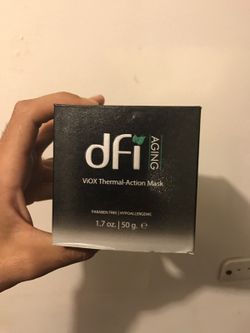 dfi AGING
ViOX Thermal-Action Mask
PARABEN FREE | HYPOALLERGENIC
1.7 oz. | 50 g. ℮